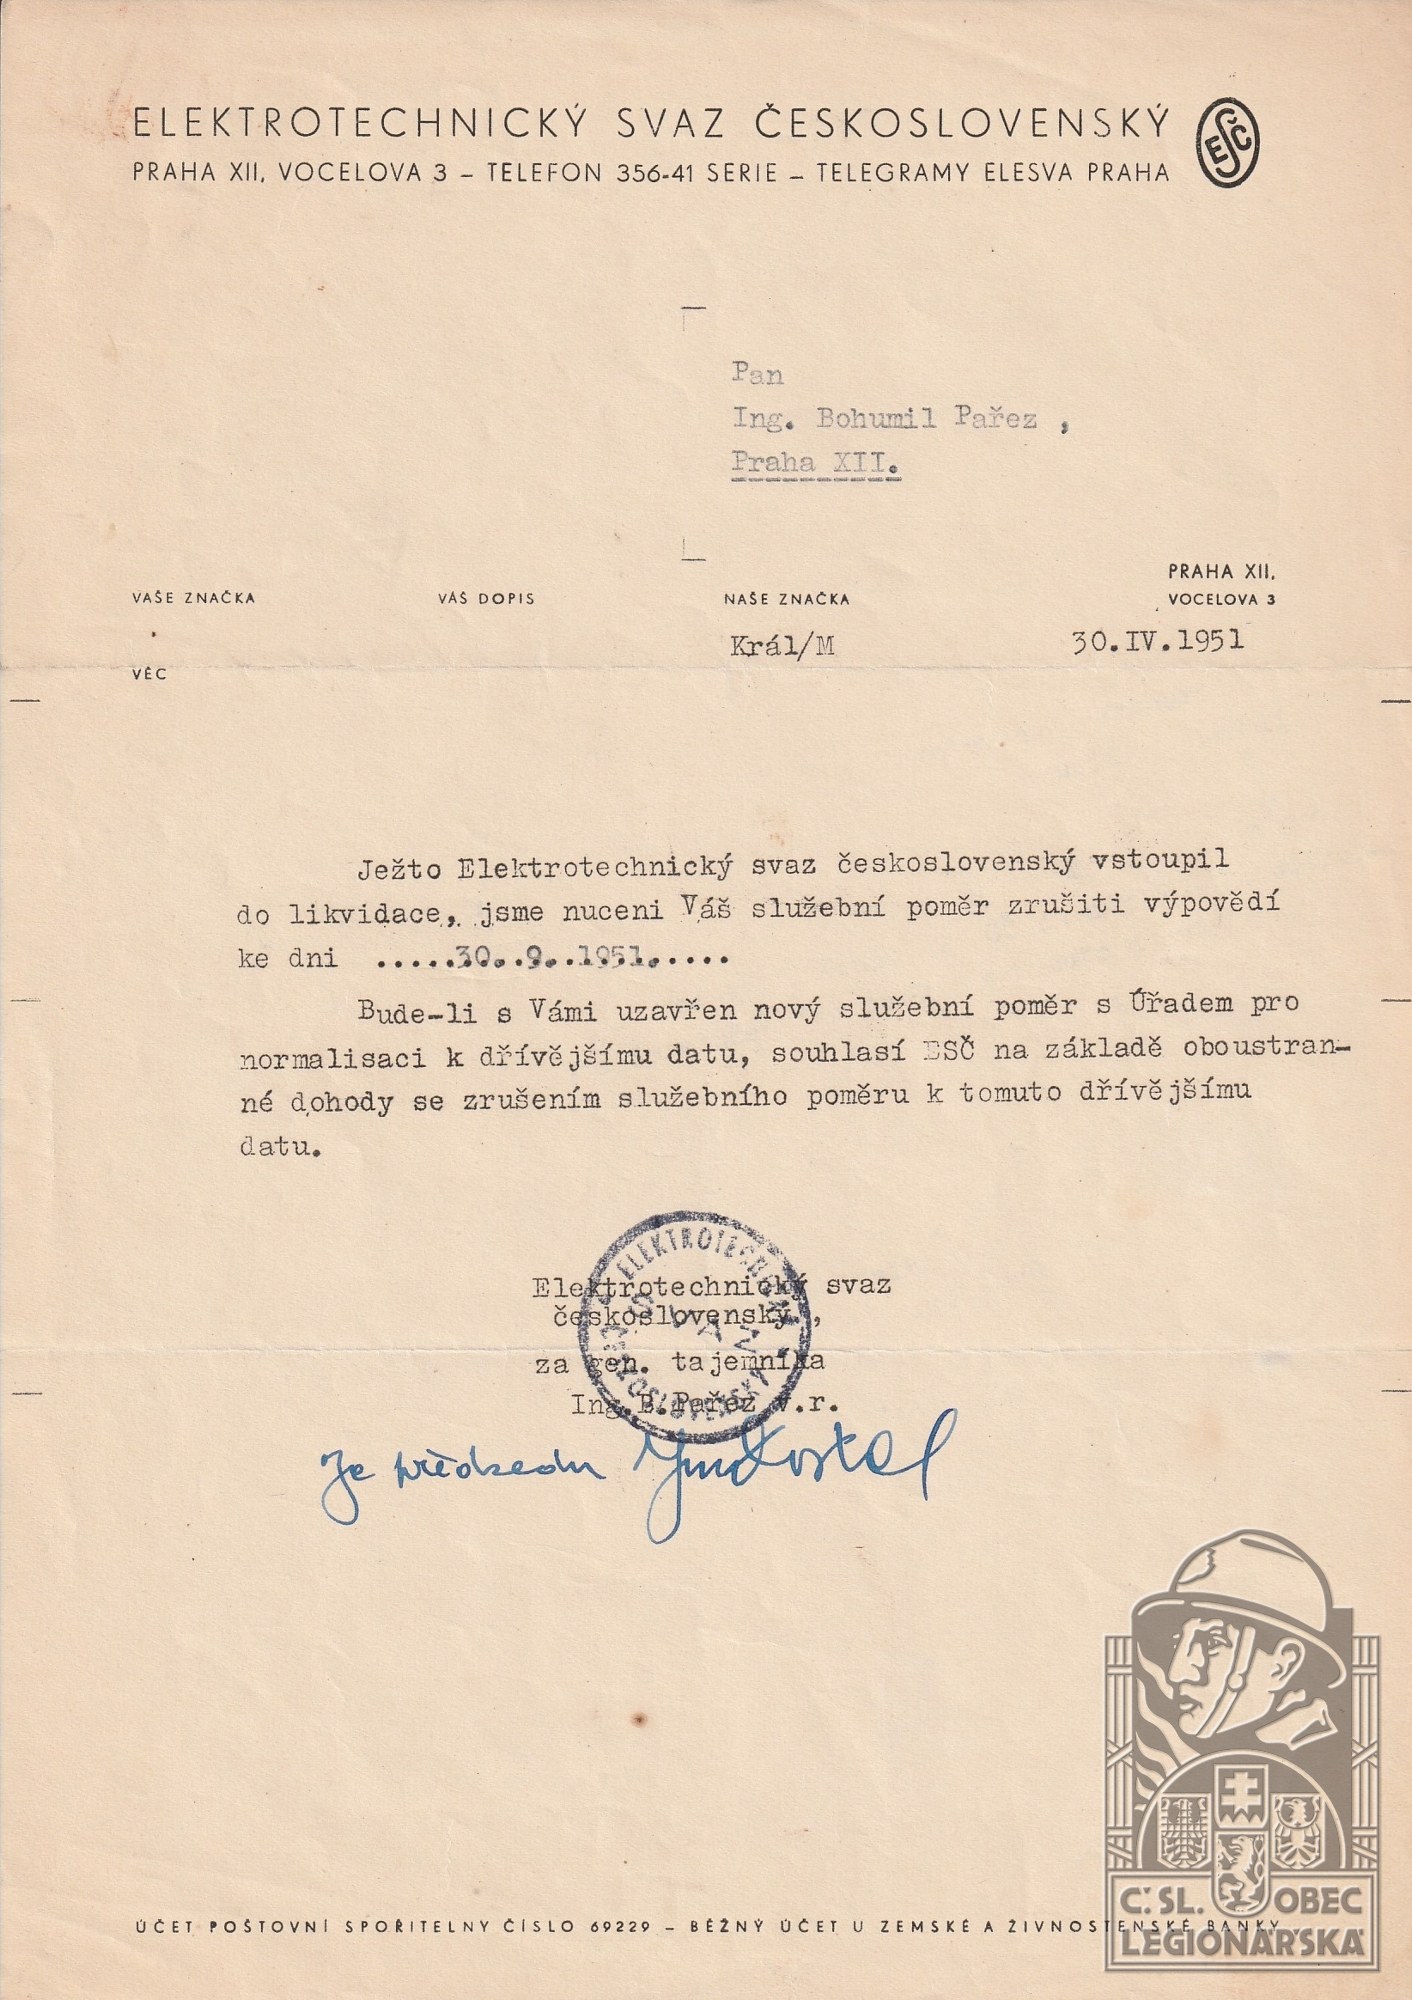 ELEKTROTECHNICKÝ SVAZ ČESKOSLOVENSKÝ
ESČ
PRAHA XII, VOCELOVA 3 – TELEFON 356-41 SERIE – TELEGRAMY ELESVA PRAHA
Pan
Ing. Bohumil Pařez ,
Praha XII.
VAŠE ZNAČKA VÁŠ DOPIS NAŠE ZNAČKA PRAHA XII, VOCELOVA 3
Král/M 30.IV.1951
VĚC
Ježto Elektrotechnický svaz československý vstoupil
do likvidace, jsme nuceni Váš služební poměr zrušiti výpovědí
ke dni .....30..9..1951.....
Bude-li s Vámi uzavřen nový služební poměr s Úřadem pro
normalisaci k dřívějšímu datu, souhlasí ESČ na základě oboustran-
né dohody se zrušením služebního poměru k tomuto dřívějšímu
datu.
ELEKTROTECHNICKÝ SVAZ ČESKOSLOVENSKÝ
Elektrotechnický svaz
československý,
za gen. tajemníka
Ing.B.Pařez v.r.
Za předsedu
Č.SL. OBEC
LEGIONÁŘSKÁ
ÚČET POŠTOVNÍ SPOŘITELNY ČÍSLO 69229 – BĚŽNÝ ÚČET U ZEMSKÉ A ŽIVNOSTENSKÉ BANKY